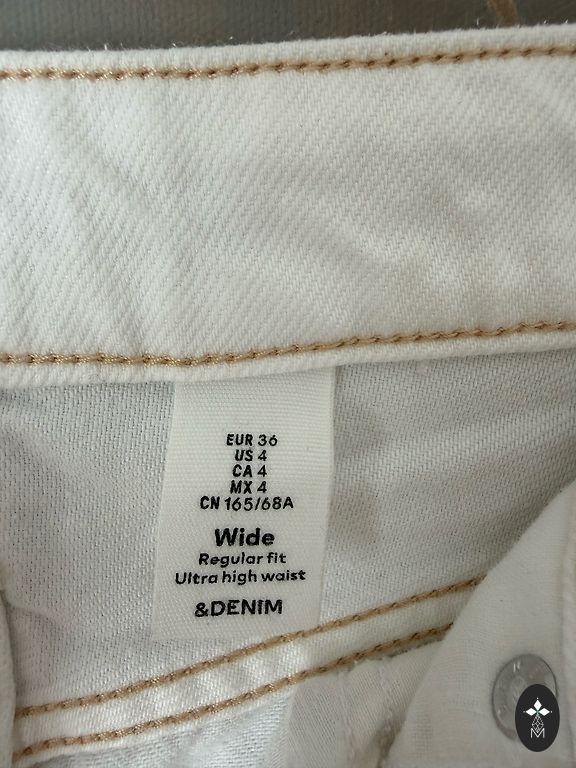 EUR 36
US 4
CA 4
MX 4
CN 165/68A
Wide
Regular fit
Ultra high waist
&DENIM
M